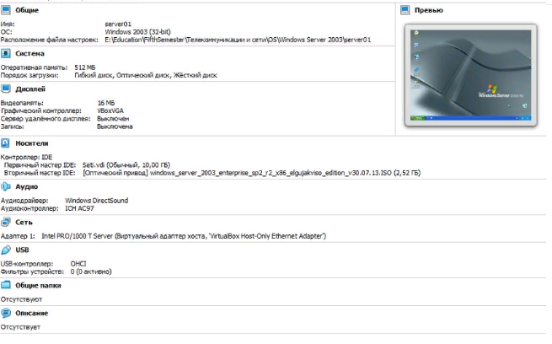 Общие
Имя: server01
ОС: Windows 2003 (32-bit)
Расположение файла настроек: E:\Education\FifthSemester\Телекоммуникации и сети\OS\Windows Server 2003\server01
Система
Оперативная память: 512 МБ
Порядок загрузки: Гибкий диск, Оптический диск, Жёсткий диск
Дисплей
Видеопамять: 16 МБ
Графический контроллер: VBoxVGA
Сервер удалённого дисплея: Выключен
Запись: Выключена
Носители
Контроллер: IDE
Первичный мастер IDE: Seti.vdi (Обычный, 10,00 ГБ)
Вторичный мастер IDE: [Оптический привод] windows_server_2003_enterprise_sp2_r2_x86_elgujakviso_edition_v30.07.13.ISO (2,52 ГБ)
Аудио
Аудиодрайвер: Windows DirectSound
Аудиоконтроллер: ICH AC97
Сеть
Адаптер 1: Intel PRO/1000 T Server (Виртуальный адаптер хоста, 'VirtualBox Host-Only Ethernet Adapter')
USB
USB-контроллер: OHCI
Фильтры устройств: 0 (0 активно)
Общие папки
Отсутствуют
Описание
Отсутствует
Превью
Windows Server